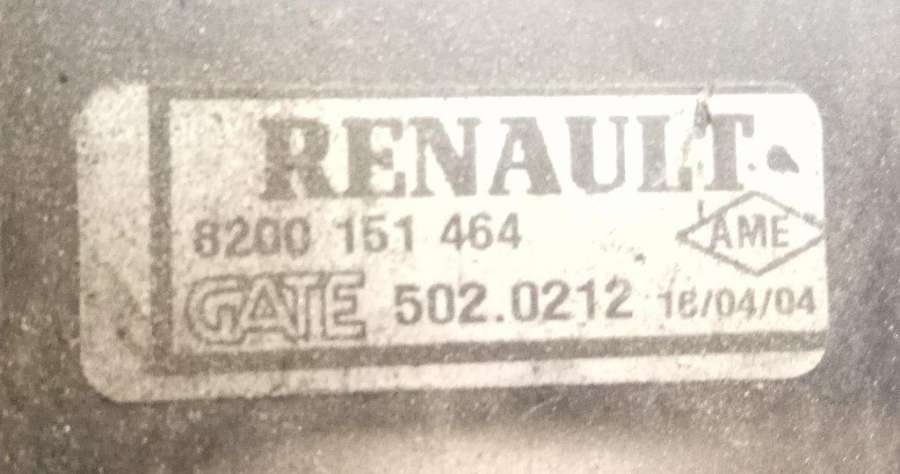 RENAULT
8200 151 464 AME
GATE 502.0212 16/04/04